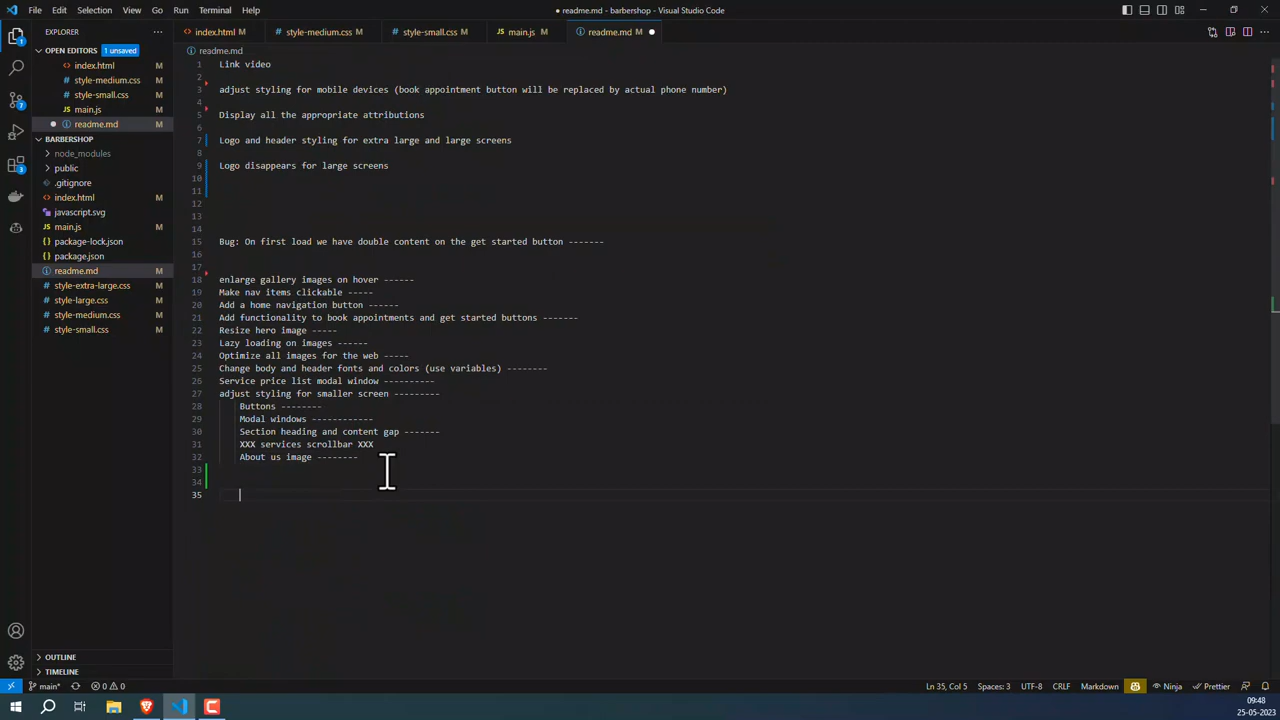 File Edit Selection View Go Run Terminal Help
● readme.md - barbershop - Visual Studio Code
EXPLORER
OPEN EDITORS 1 unsaved
index.html M
style-medium.css M
style-small.css M
main.js M
readme.md M
BARBERSHOP
node_modules
public
.gitignore
index.html M
javascript.svg
main.js M
package-lock.json
package.json
readme.md M
style-extra-large.css M
style-large.css M
style-medium.css M
style-small.css M
OUTLINE
TIMELINE
1
7
3
index.html M style-medium.css M style-small.css M main.js M readme.md M
readme.md
1 Link video
2
3 adjust styling for mobile devices (book appointment button will be replaced by actual phone number)
4
5 Display all the appropriate attributions
6
7 Logo and header styling for extra large and large screens
8
9 Logo disappears for large screens
10
11
12
13
14
15 Bug: On first load we have double content on the get started button -------
16
17
18 enlarge gallery images on hover ------
19 Make nav items clickable -----
20 Add a home navigation button ------
21 Add functionality to book appointments and get started buttons -------
22 Resize hero image -----
23 Lazy loading on images ------
24 Optimize all images for the web -----
25 Change body and header fonts and colors (use variables) --------
26 Service price list modal window ----------
27 adjust styling for smaller screen ---------
28 Buttons --------
29 Modal windows ------------
30 Section heading and content gap -------
31 XXX services scrollbar XXX
32 About us image --------
33
34
35
main* 0 0
Ln 35, Col 5 Spaces: 3 UTF-8 CRLF Markdown Ninja Prettier
09:48
25-05-2023